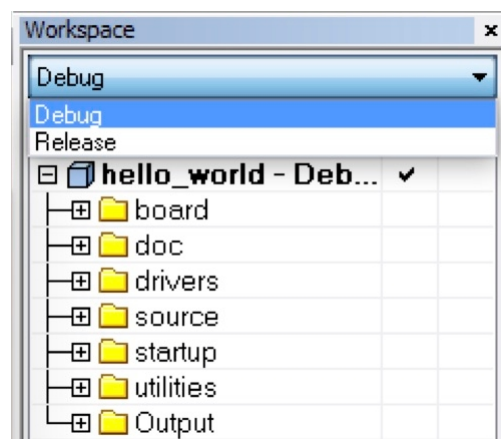 Workspace
Debug
Debug
Release
hello_world - Deb...
board
doc
drivers
source
startup
utilities
Output